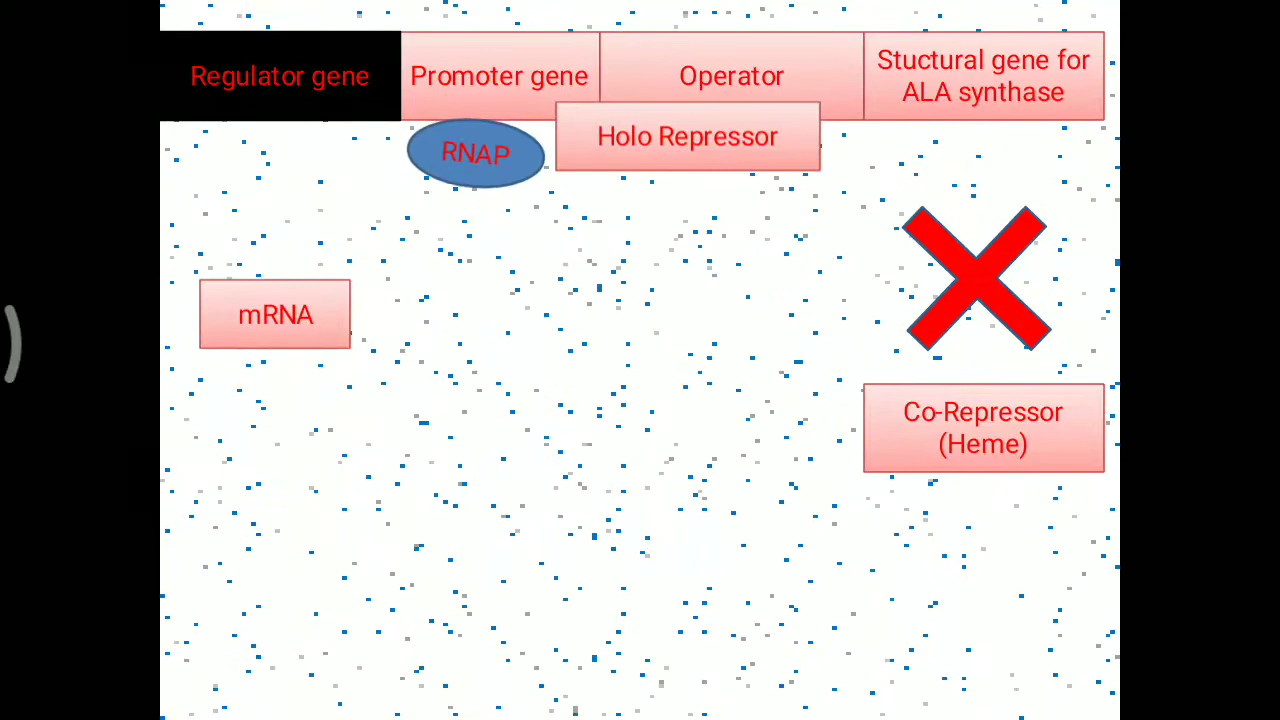 Regulator gene
Promoter gene
Operator
Stuctural gene for
ALA synthase
Holo Repressor
RNAP
mRNA
Co-Repressor
(Heme)